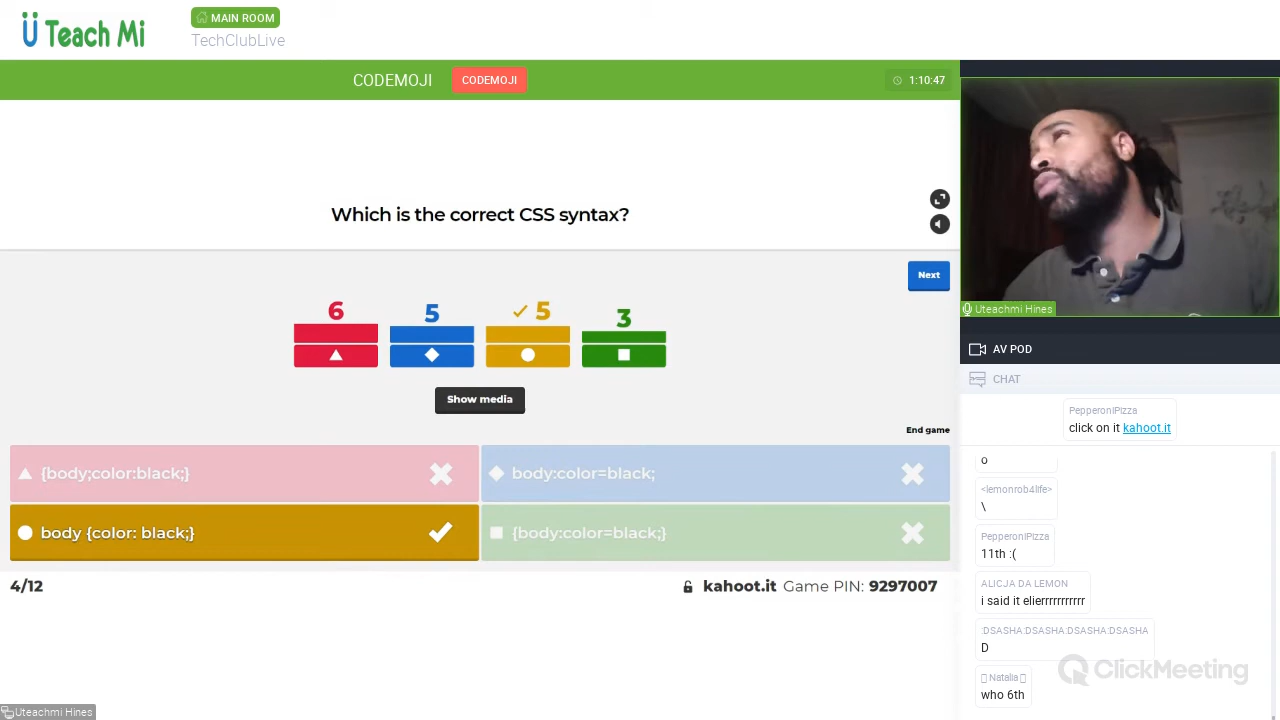 Ü Teach Mi
MAIN ROOM
TechClubLive
CODEMOJI
CODEMOJI
1:10:47
Which is the correct CSS syntax?
Next
6
5
5
3
Show media
End game
{body;color:black;}
body:color=black;
body {color: black;}
{body:color=black;}
4/12
kahoot.it Game PIN: 9297007
Uteachmi Hines
Uteachmi Hines
AV POD
CHAT
PepperoniPizza
click on it kahoot.it
o
<lemonrob4life>
\
PepperoniPizza
11th :(
ALICJA DA LEMON
i said it elierrrrrrrrrr
:DSASHA:DSASHA:DSASHA:DSASHA
D
Natalia
who 6th
ClickMeeting